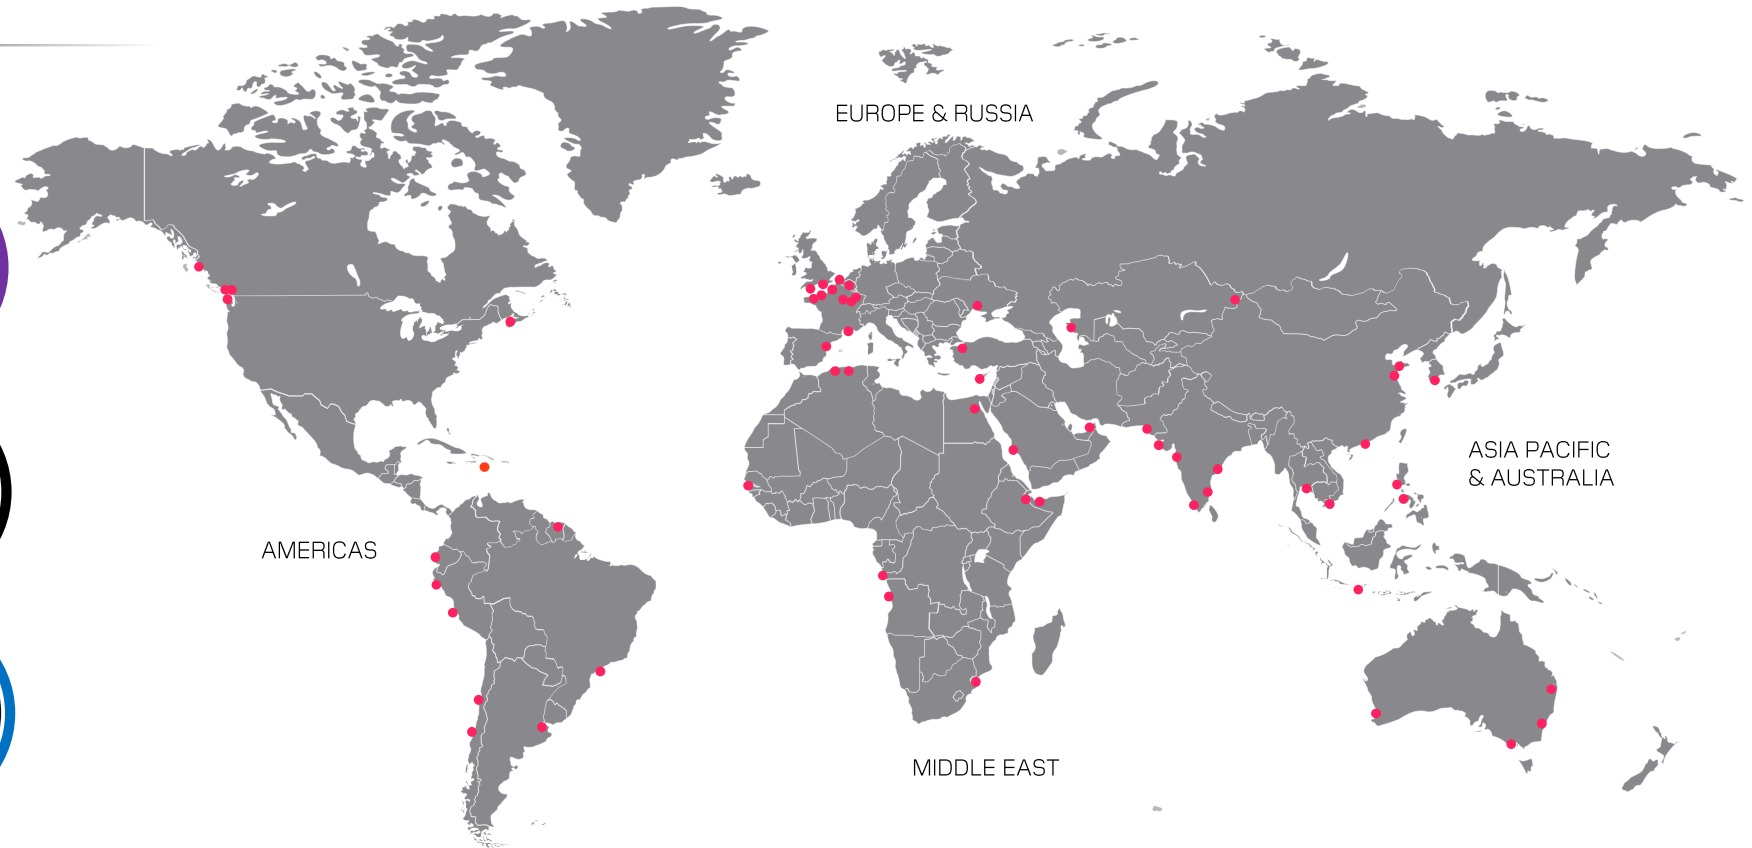 EUROPE & RUSSIA
ASIA PACIFIC
& AUSTRALIA
AMERICAS
MIDDLE EAST